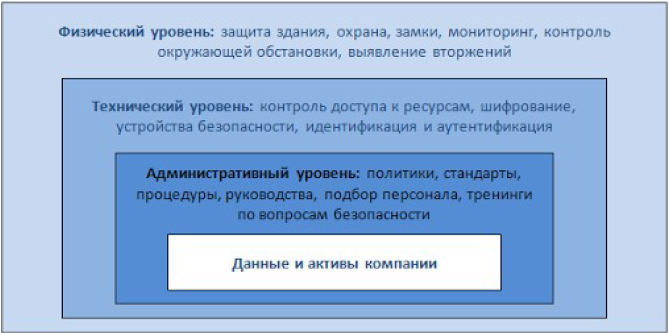 Физический уровень: защита здания, охрана, замки, мониторинг, контроль
окружающей обстановки, выявление вторжений
Технический уровень: контроль доступа к ресурсам, шифрование,
устройства безопасности, идентификация и аутентификация
Административный уровень: политики, стандарты,
процедуры, руководства, подбор персонала, тренинги
по вопросам безопасности
Данные и активы компании